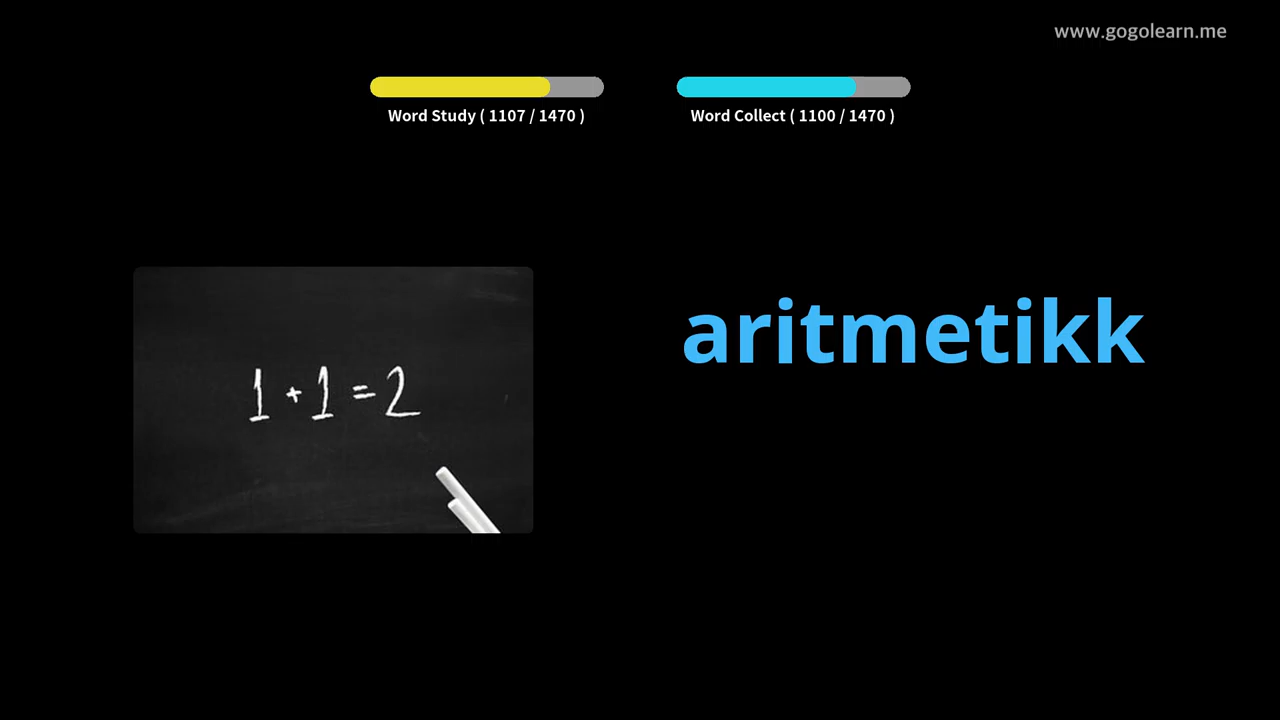 www.gogolearn.me
Word Study ( 1107 / 1470 )
Word Collect ( 1100 / 1470 )
aritmetikk
1 + 1 = 2